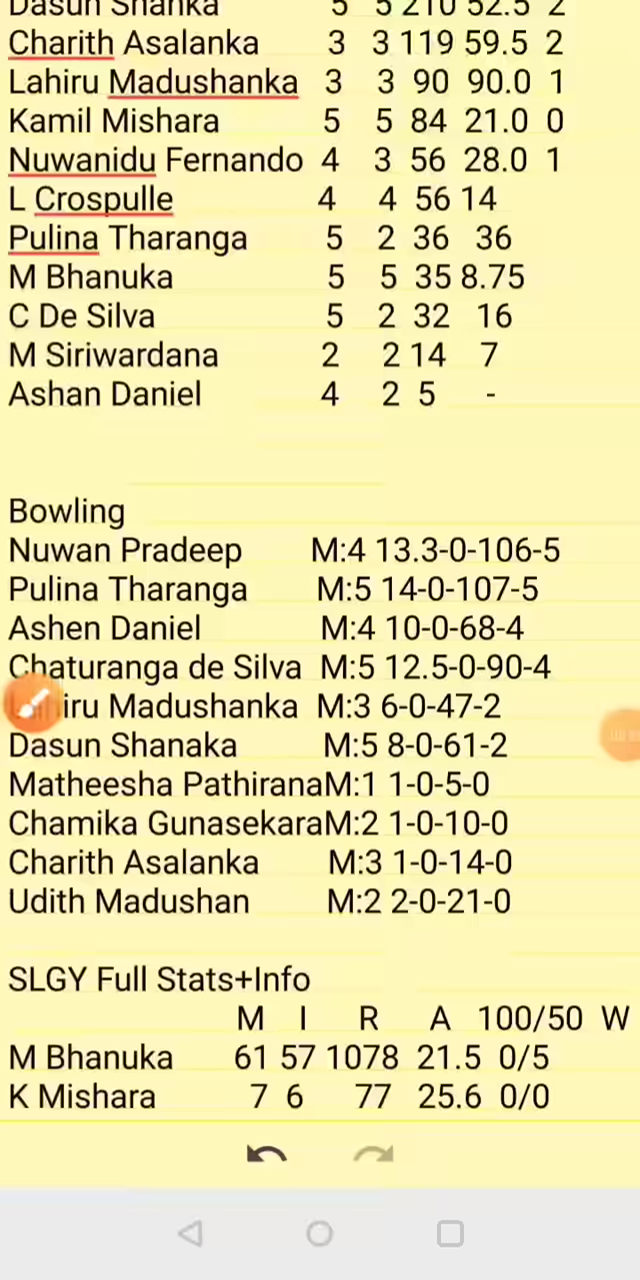 Dasun Shanka 5 5 210 52.5 2
Charith Asalanka 3 3 119 59.5 2
Lahiru Madushanka 3 3 90 90.0 1
Kamil Mishara 5 5 84 21.0 0
Nuwanidu Fernando 4 3 56 28.0 1
L Crospulle 4 4 56 14
Pulina Tharanga 5 2 36 36
M Bhanuka 5 5 35 8.75
C De Silva 5 2 32 16
M Siriwardana 2 2 14 7
Ashan Daniel 4 2 5 -
Bowling
Nuwan Pradeep M:4 13.3-0-106-5
Pulina Tharanga M:5 14-0-107-5
Ashen Daniel M:4 10-0-68-4
Chaturanga de Silva M:5 12.5-0-90-4
iru Madushanka M:3 6-0-47-2
Dasun Shanaka M:5 8-0-61-2
Matheesha PathiranaM:1 1-0-5-0
Chamika GunasekaraM:2 1-0-10-0
Charith Asalanka M:3 1-0-14-0
Udith Madushan M:2 2-0-21-0
SLGY Full Stats+Info
M I R A 100/50 W
M Bhanuka 61 57 1078 21.5 0/5
K Mishara 7 6 77 25.6 0/0